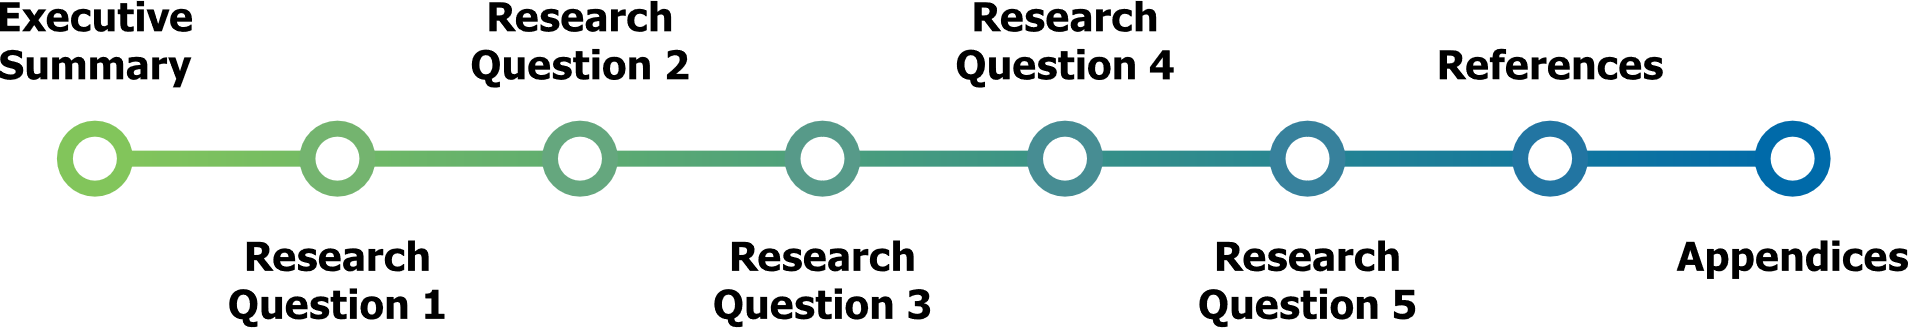 Executive
Summary
Research
Question 1
Research
Question 2
Research
Question 3
Research
Question 4
Research
Question 5
References
Appendices